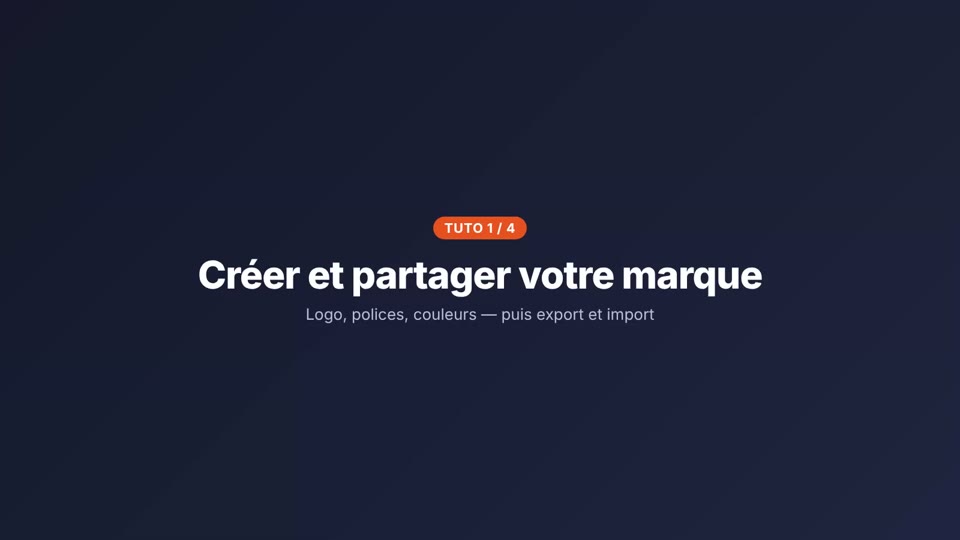 TUTO 1 / 4
Créer et partager votre marque
Logo, polices, couleurs — puis export et import